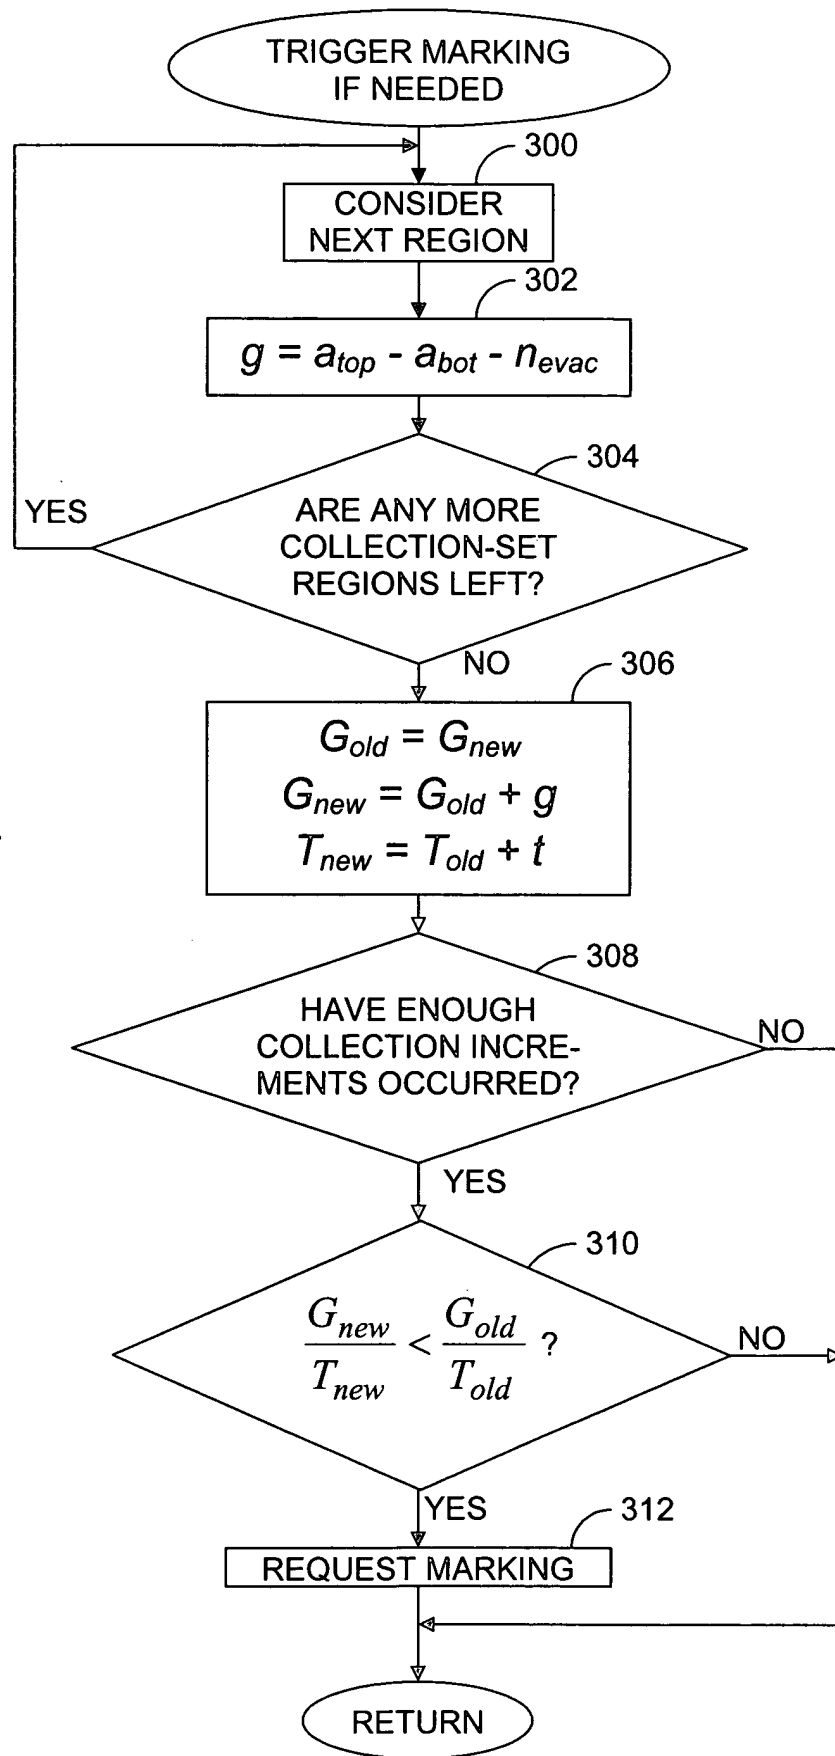 TRIGGER MARKING
IF NEEDED
300
CONSIDER
NEXT REGION
302
g = a_top - a_bot - n_evac
304
YES
ARE ANY MORE
COLLECTION-SET
REGIONS LEFT?
NO
306
G_old = G_new
G_new = G_old + g
T_new = T_old + t
308
HAVE ENOUGH
COLLECTION INCRE-
MENTS OCCURRED?
NO
YES
310
G_new / T_new < G_old / T_old ?
NO
YES
312
REQUEST MARKING
RETURN